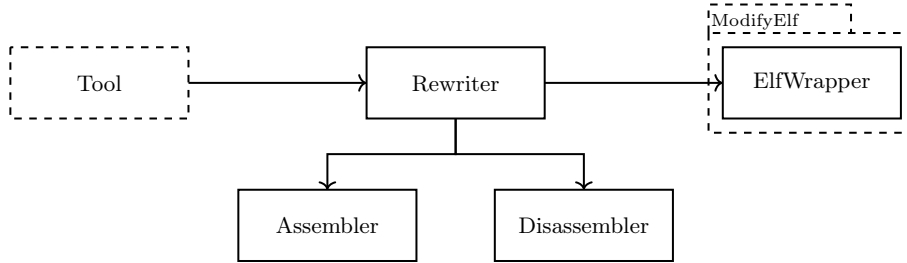 ModifyElf
Tool
Rewriter
ElfWrapper
Assembler
Disassembler